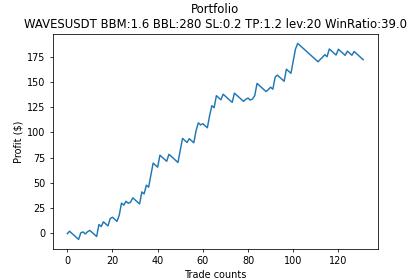 Portfolio
WAVESUSDT BBM:1.6 BBL:280 SL:0.2 TP:1.2 lev:20 WinRatio:39.0
175
150
125
100
75
50
25
0
Profit ($)
0 20 40 60 80 100 120
Trade counts